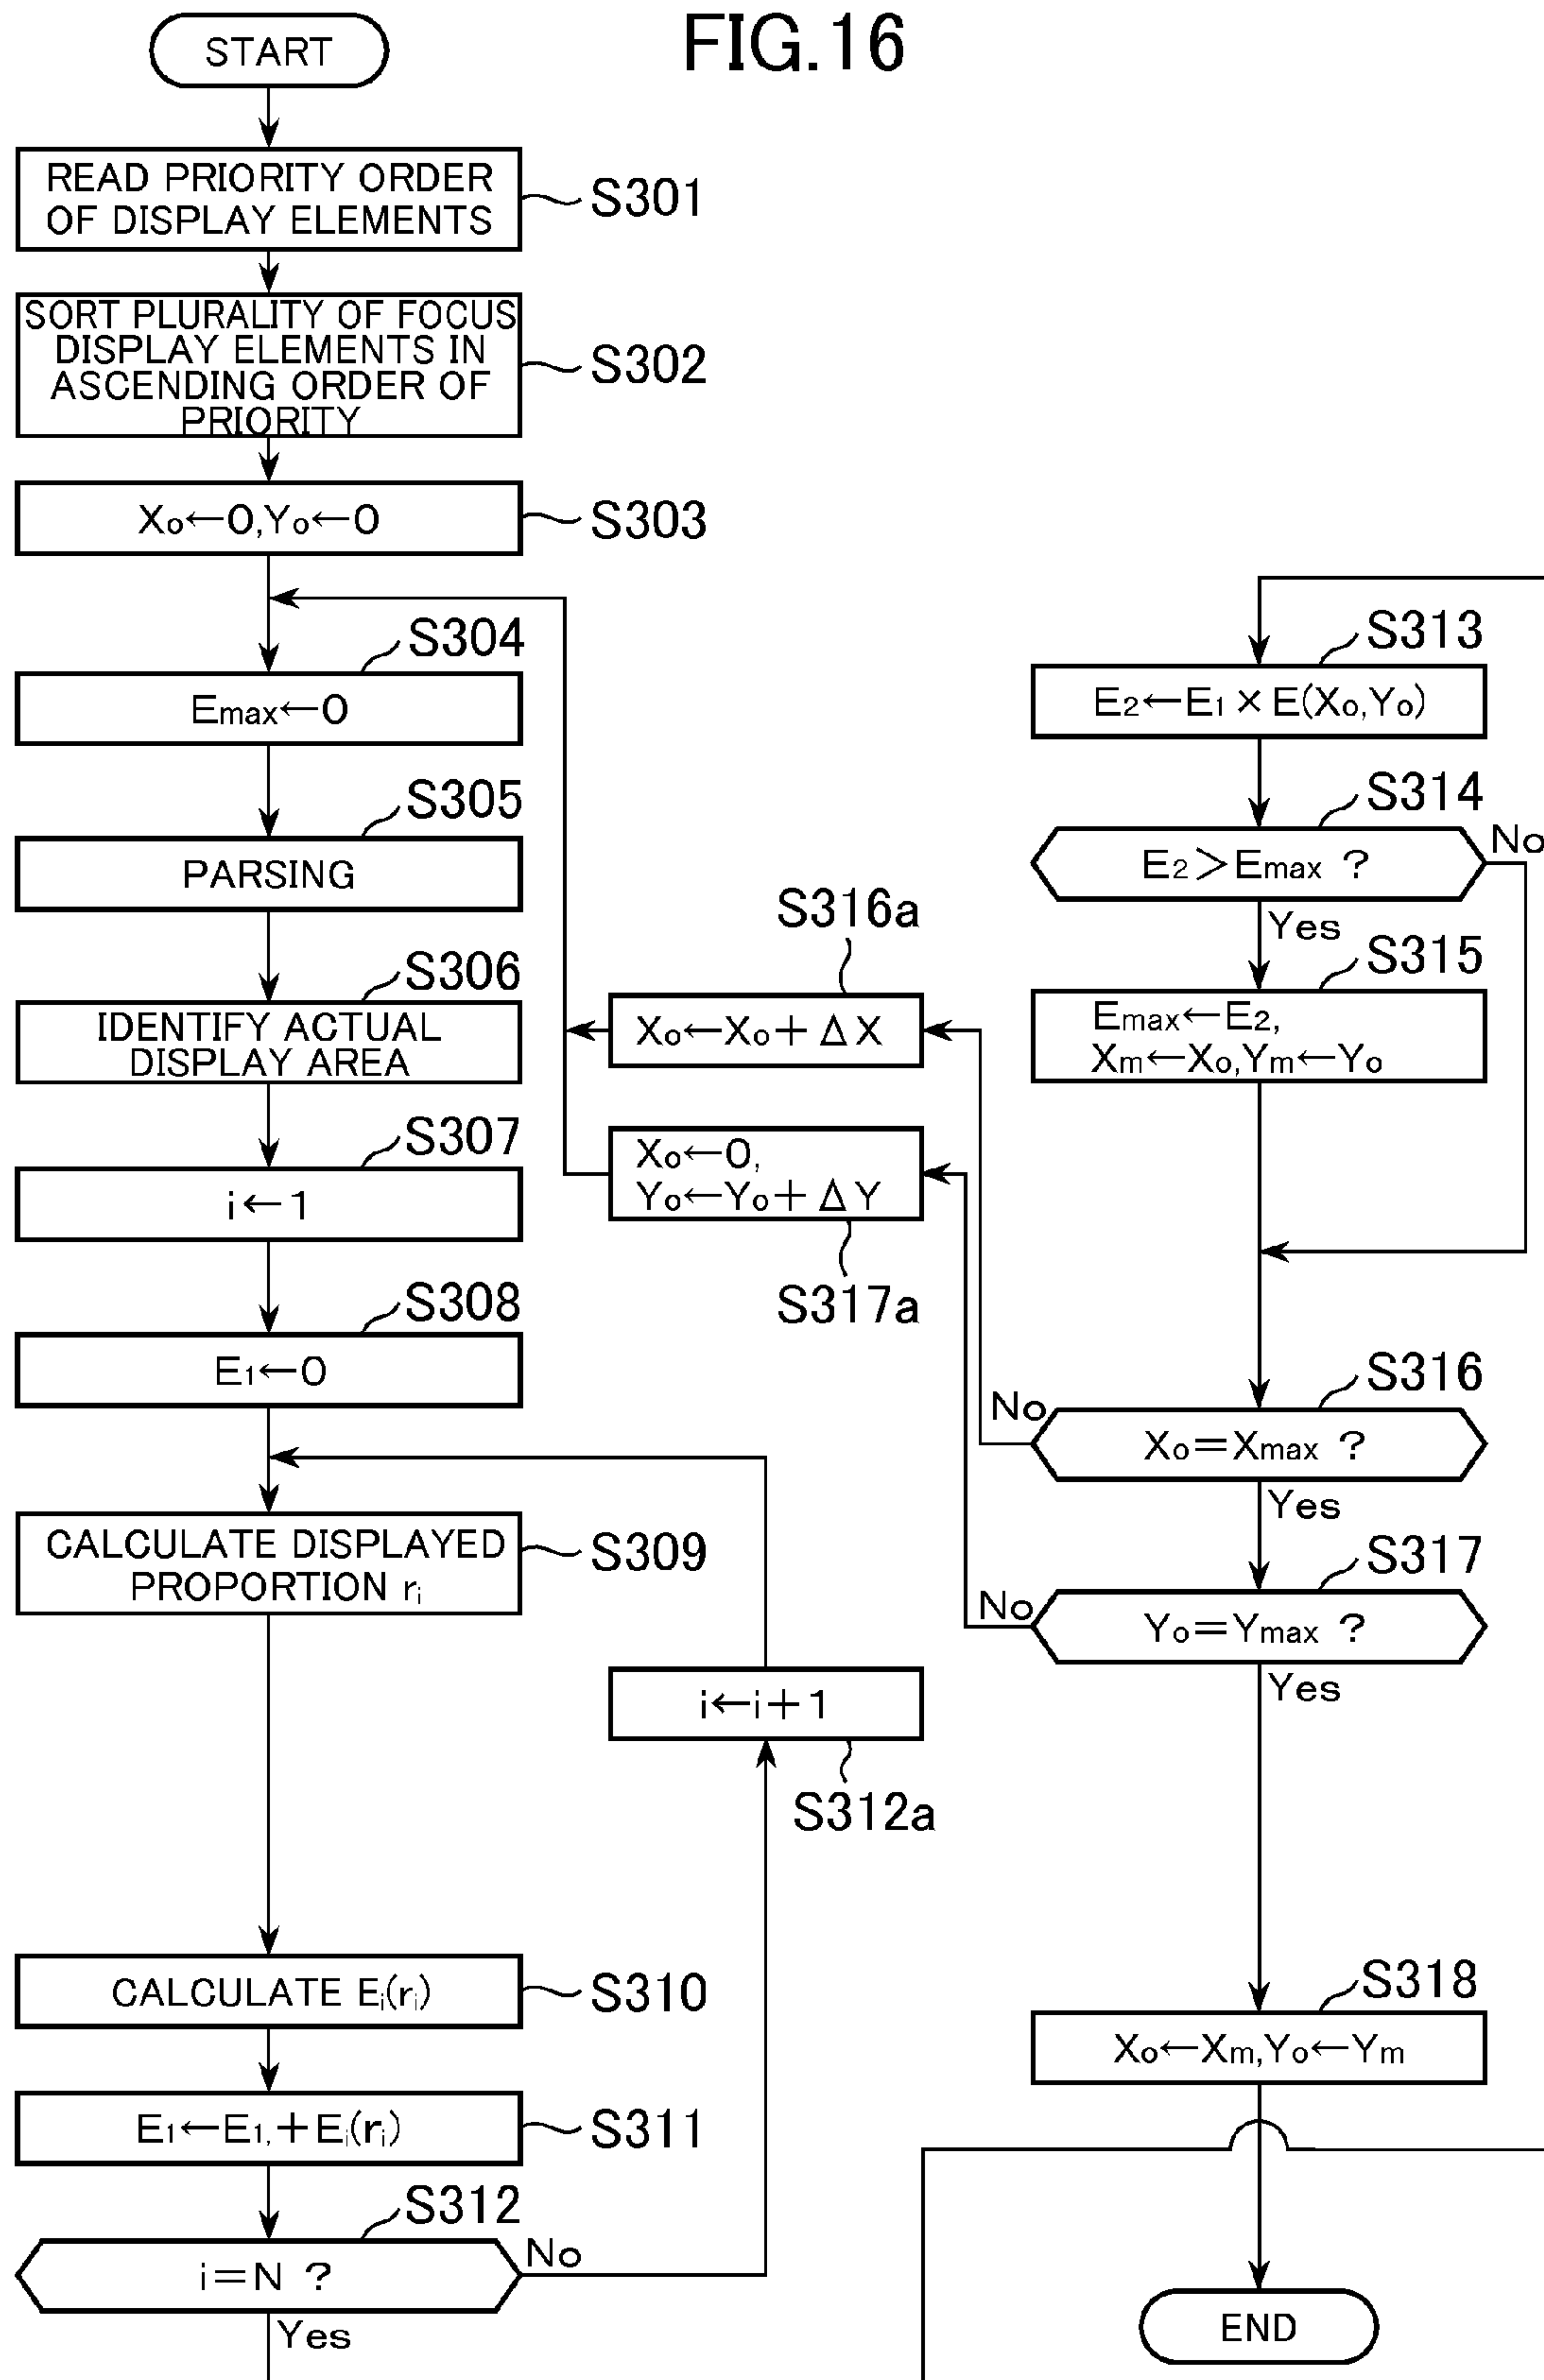 FIG.16
START
READ PRIORITY ORDER
OF DISPLAY ELEMENTS
S301
SORT PLURALITY OF FOCUS
DISPLAY ELEMENTS IN
ASCENDING ORDER OF
PRIORITY
S302
Xo←0,Yo←0
S303
S304
Emax←0
S305
PARSING
S306
IDENTIFY ACTUAL
DISPLAY AREA
S307
i←1
S308
E1←0
CALCULATE DISPLAYED
PROPORTION ri
S309
CALCULATE Ei(ri)
S310
E1←E1,+Ei(ri)
S311
S312
i=N ?
No
Yes
i←i+1
S312a
S316a
Xo←Xo+ΔX
Xo←0,
Yo←Yo+ΔY
S317a
S313
E2←E1×E(Xo,Yo)
S314
E2>Emax ?
No
Yes
S315
Emax←E2,
Xm←Xo,Ym←Yo
S316
No
Xo=Xmax ?
Yes
S317
No
Yo=Ymax ?
Yes
S318
Xo←Xm,Yo←Ym
END